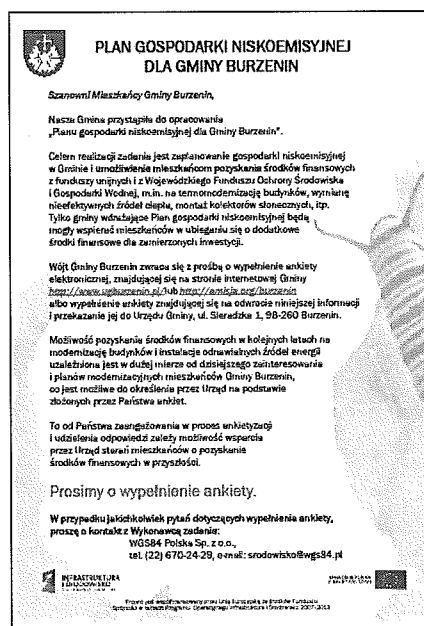 PLAN GOSPODARKI NISKOEMISYJNEJ
DLA GMINY BURZENIN
Szanowni Mieszkańcy Gminy Burzenin,
Nasza Gmina przystąpiła do opracowania
„Planu gospodarki niskoemisyjnej dla Gminy Burzenin".
Celem realizacji zadania jest zaplanowanie gospodarki niskoemisyjnej
w Gminie i umożliwienie mieszkańcom pozyskania środków finansowych
z funduszy unijnych i z Wojewódzkiego Funduszu Ochrony Środowiska
i Gospodarki Wodnej, m.in. na termomodernizację budynków, wymianę
nieefektywnych źródeł ciepła, montaż kolektorów słonecznych, itp.
Tylko gminy wdrażające Plan gospodarki niskoemisyjnej będą
mogły wspierać mieszkańców w ubieganiu się o dodatkowe
środki finansowe dla zamierzonych inwestycji.
Wójt Gminy Burzenin zwraca się z prośbą o wypełnienie ankiety
elektronicznej, znajdującej się na stronie internetowej Gminy
http://www.ugburzenin.pl/lub http://emisja.org/burzenin
albo wypełnienie ankiety znajdującej się na odwrocie niniejszej informacji
i przekazanie jej do Urzędu Gminy, ul. Sieradzka 1, 98-260 Burzenin.
Możliwość pozyskania środków finansowych w kolejnych latach na
modernizację budynków i instalacje odnawialnych źródeł energii
uzależniona jest w dużej mierze od dzisiejszego zainteresowania
i planów modernizacyjnych mieszkańców Gminy Burzenin,
co jest możliwe do określenia przez Urząd na podstawie
złożonych przez Państwa ankiet.
To od Państwa zaangażowania w proces ankietyzacji
i udzielenia odpowiedzi zależy możliwość wsparcia
przez Urząd starań mieszkańców o pozyskanie
środków finansowych w przyszłości.
Prosimy o wypełnienie ankiety.
W przypadku jakichkolwiek pytań dotyczących wypełnienia ankiety,
proszę o kontakt z Wykonawcą zadania:
WGS84 Polska Sp. z o.o.,
tel. (22) 670-24-29, e-mail: srodowisko@wgs84.pl
INFRASTRUKTURA
I ŚRODOWISKO